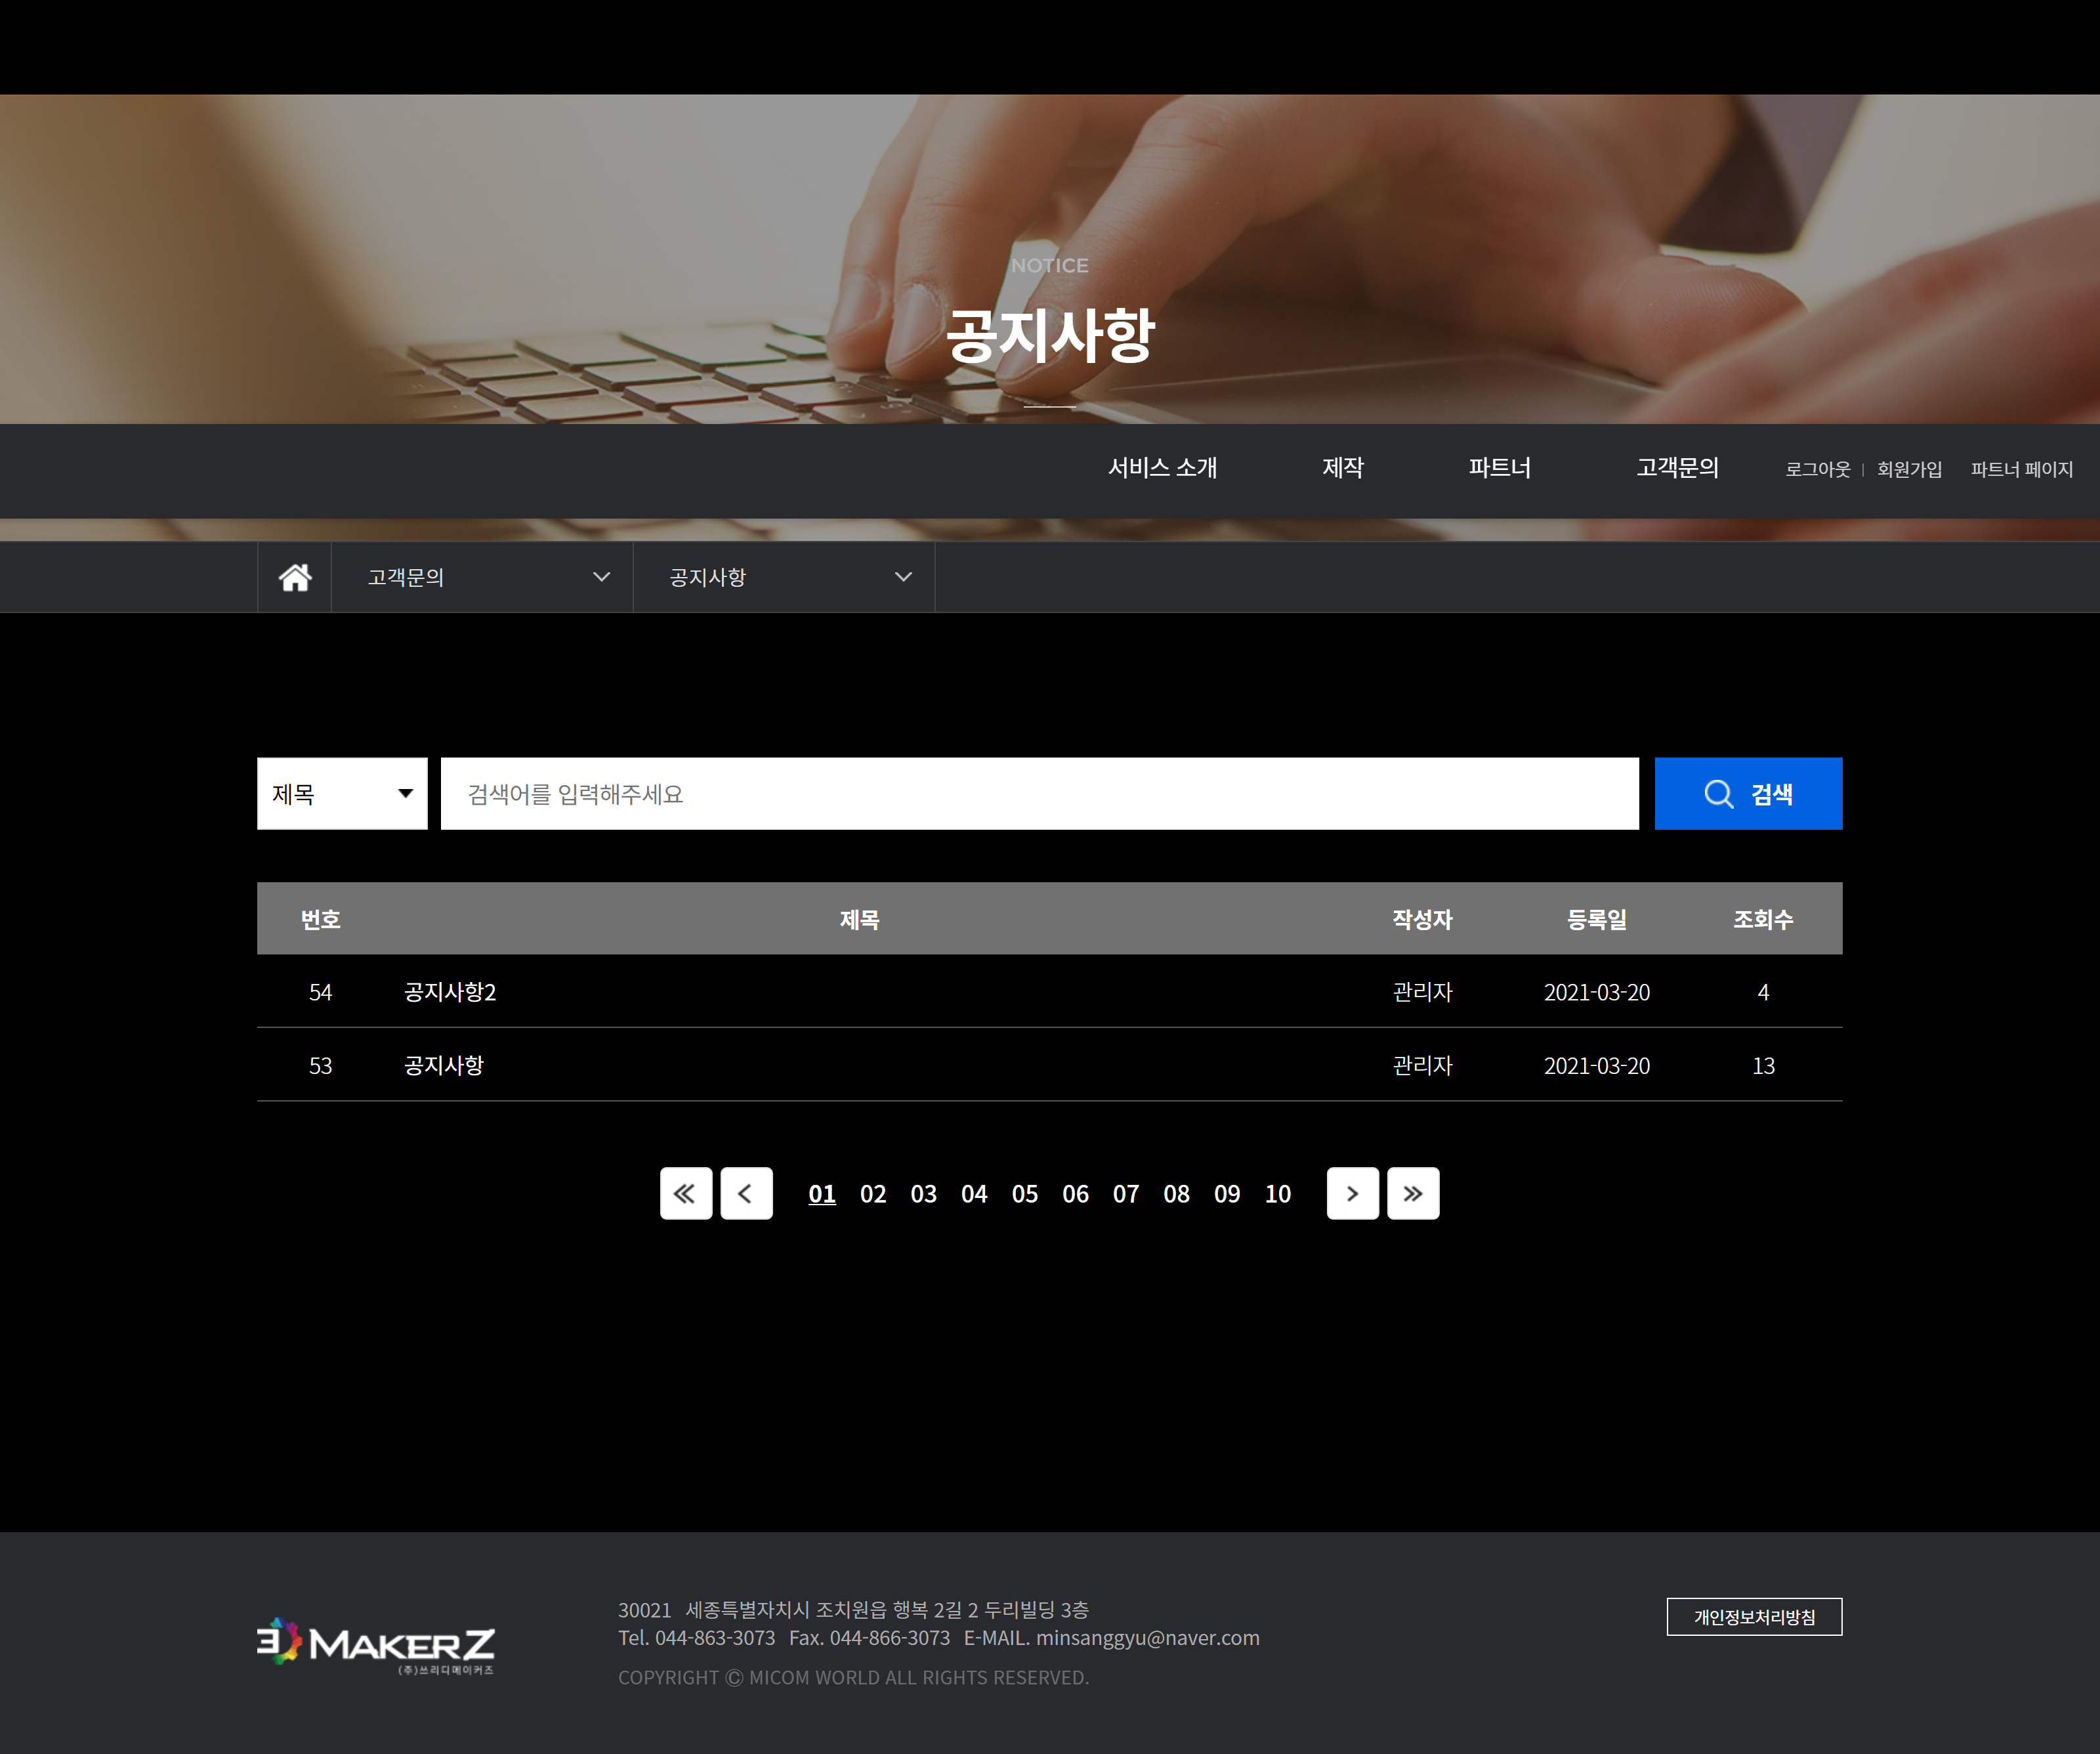 NOTICE
공지사항
서비스 소개 제작 파트너 고객문의 로그아웃 회원가입 파트너 페이지
고객문의 공지사항
제목 검색어를 입력해주세요 검색
번호 제목 작성자 등록일 조회수
54 공지사항2 관리자 2021-03-20 4
53 공지사항 관리자 2021-03-20 13
01 02 03 04 05 06 07 08 09 10
30021 세종특별자치시 조치원읍 행복 2길 2 두리빌딩 3층
개인정보처리방침
Tel. 044-863-3073 Fax. 044-866-3073 E-MAIL. minsanggyu@naver.com
3D MAKERZ
(주)쓰리디메이커즈
COPYRIGHT Ⓒ MICOM WORLD ALL RIGHTS RESERVED.